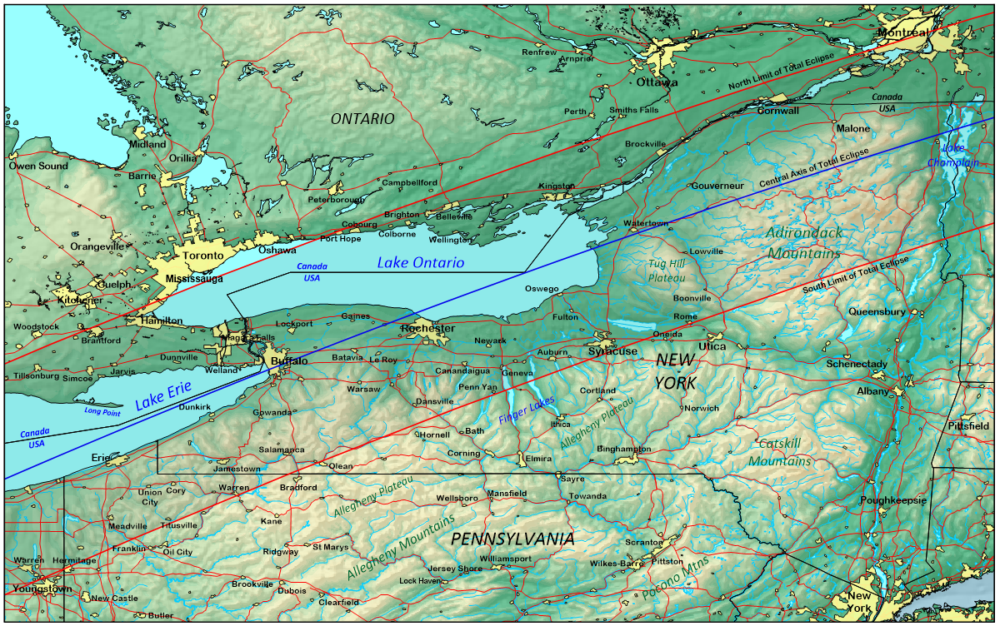 Montreal
Renfrew
Arnprior
Ottawa
North Limit of Total Eclipse
Canada
USA
Cornwall
Perth
Smiths Falls
ONTARIO
Malone
Midland
Orillia
Brockville
Lake
Champlain
Owen Sound
Barrie
Central Axis of Total Eclipse
Campbellford
Kingston
Gouverneur
Peterborough
Brighton
Belleville
Cobourg
Watertown
Port Hope
Colborne
Wellington
Adirondack
Mountains
Orangeville
Oshawa
Toronto
Lowville
Lake Ontario
Tug Hill
Plateau
Canada
USA
Mississauga
Guelph
South Limit of Total Eclipse
Oswego
Kitchener
Boonville
Queensbury
Hamilton
Gaines
Fulton
Rome
Woodstock
Lockport
Rochester
Oneida
Brantford
Niagara Falls
Newark
Utica
Dunnville
Batavia
Le Roy
Auburn
Syracuse
NEW
YORK
Buffalo
Schenectady
Tillsonburg
Simcoe
Jarvis
Welland
Canandaigua
Geneva
Warsaw
Penn Yan
Cortland
Albany
Lake Erie
Dansville
Finger Lakes
Norwich
Long Point
Dunkirk
Gowanda
Ithica
Allegheny Plateau
Pittsfield
Canada
USA
Hornell
Bath
Catskill
Mountains
Salamanca
Corning
Elmira
Binghampton
Erie
Jamestown
Olean
Sayre
Union
City
Cory
Warren
Bradford
Allegheny Plateau
Wellsboro
Mansfield
Towanda
Poughkeepsie
Meadville
Titusville
Kane
PENNSYLVANIA
Franklin
Oil City
Ridgway
St Marys
Allegheny Mountains
Scranton
Warren
Hermitage
Williamsport
Jersey Shore
Wilkes-Barre
Pittston
Youngstown
Lock Haven
Pocono Mtns
New Castle
Brookville
Dubois
Clearfield
New
York
Butler